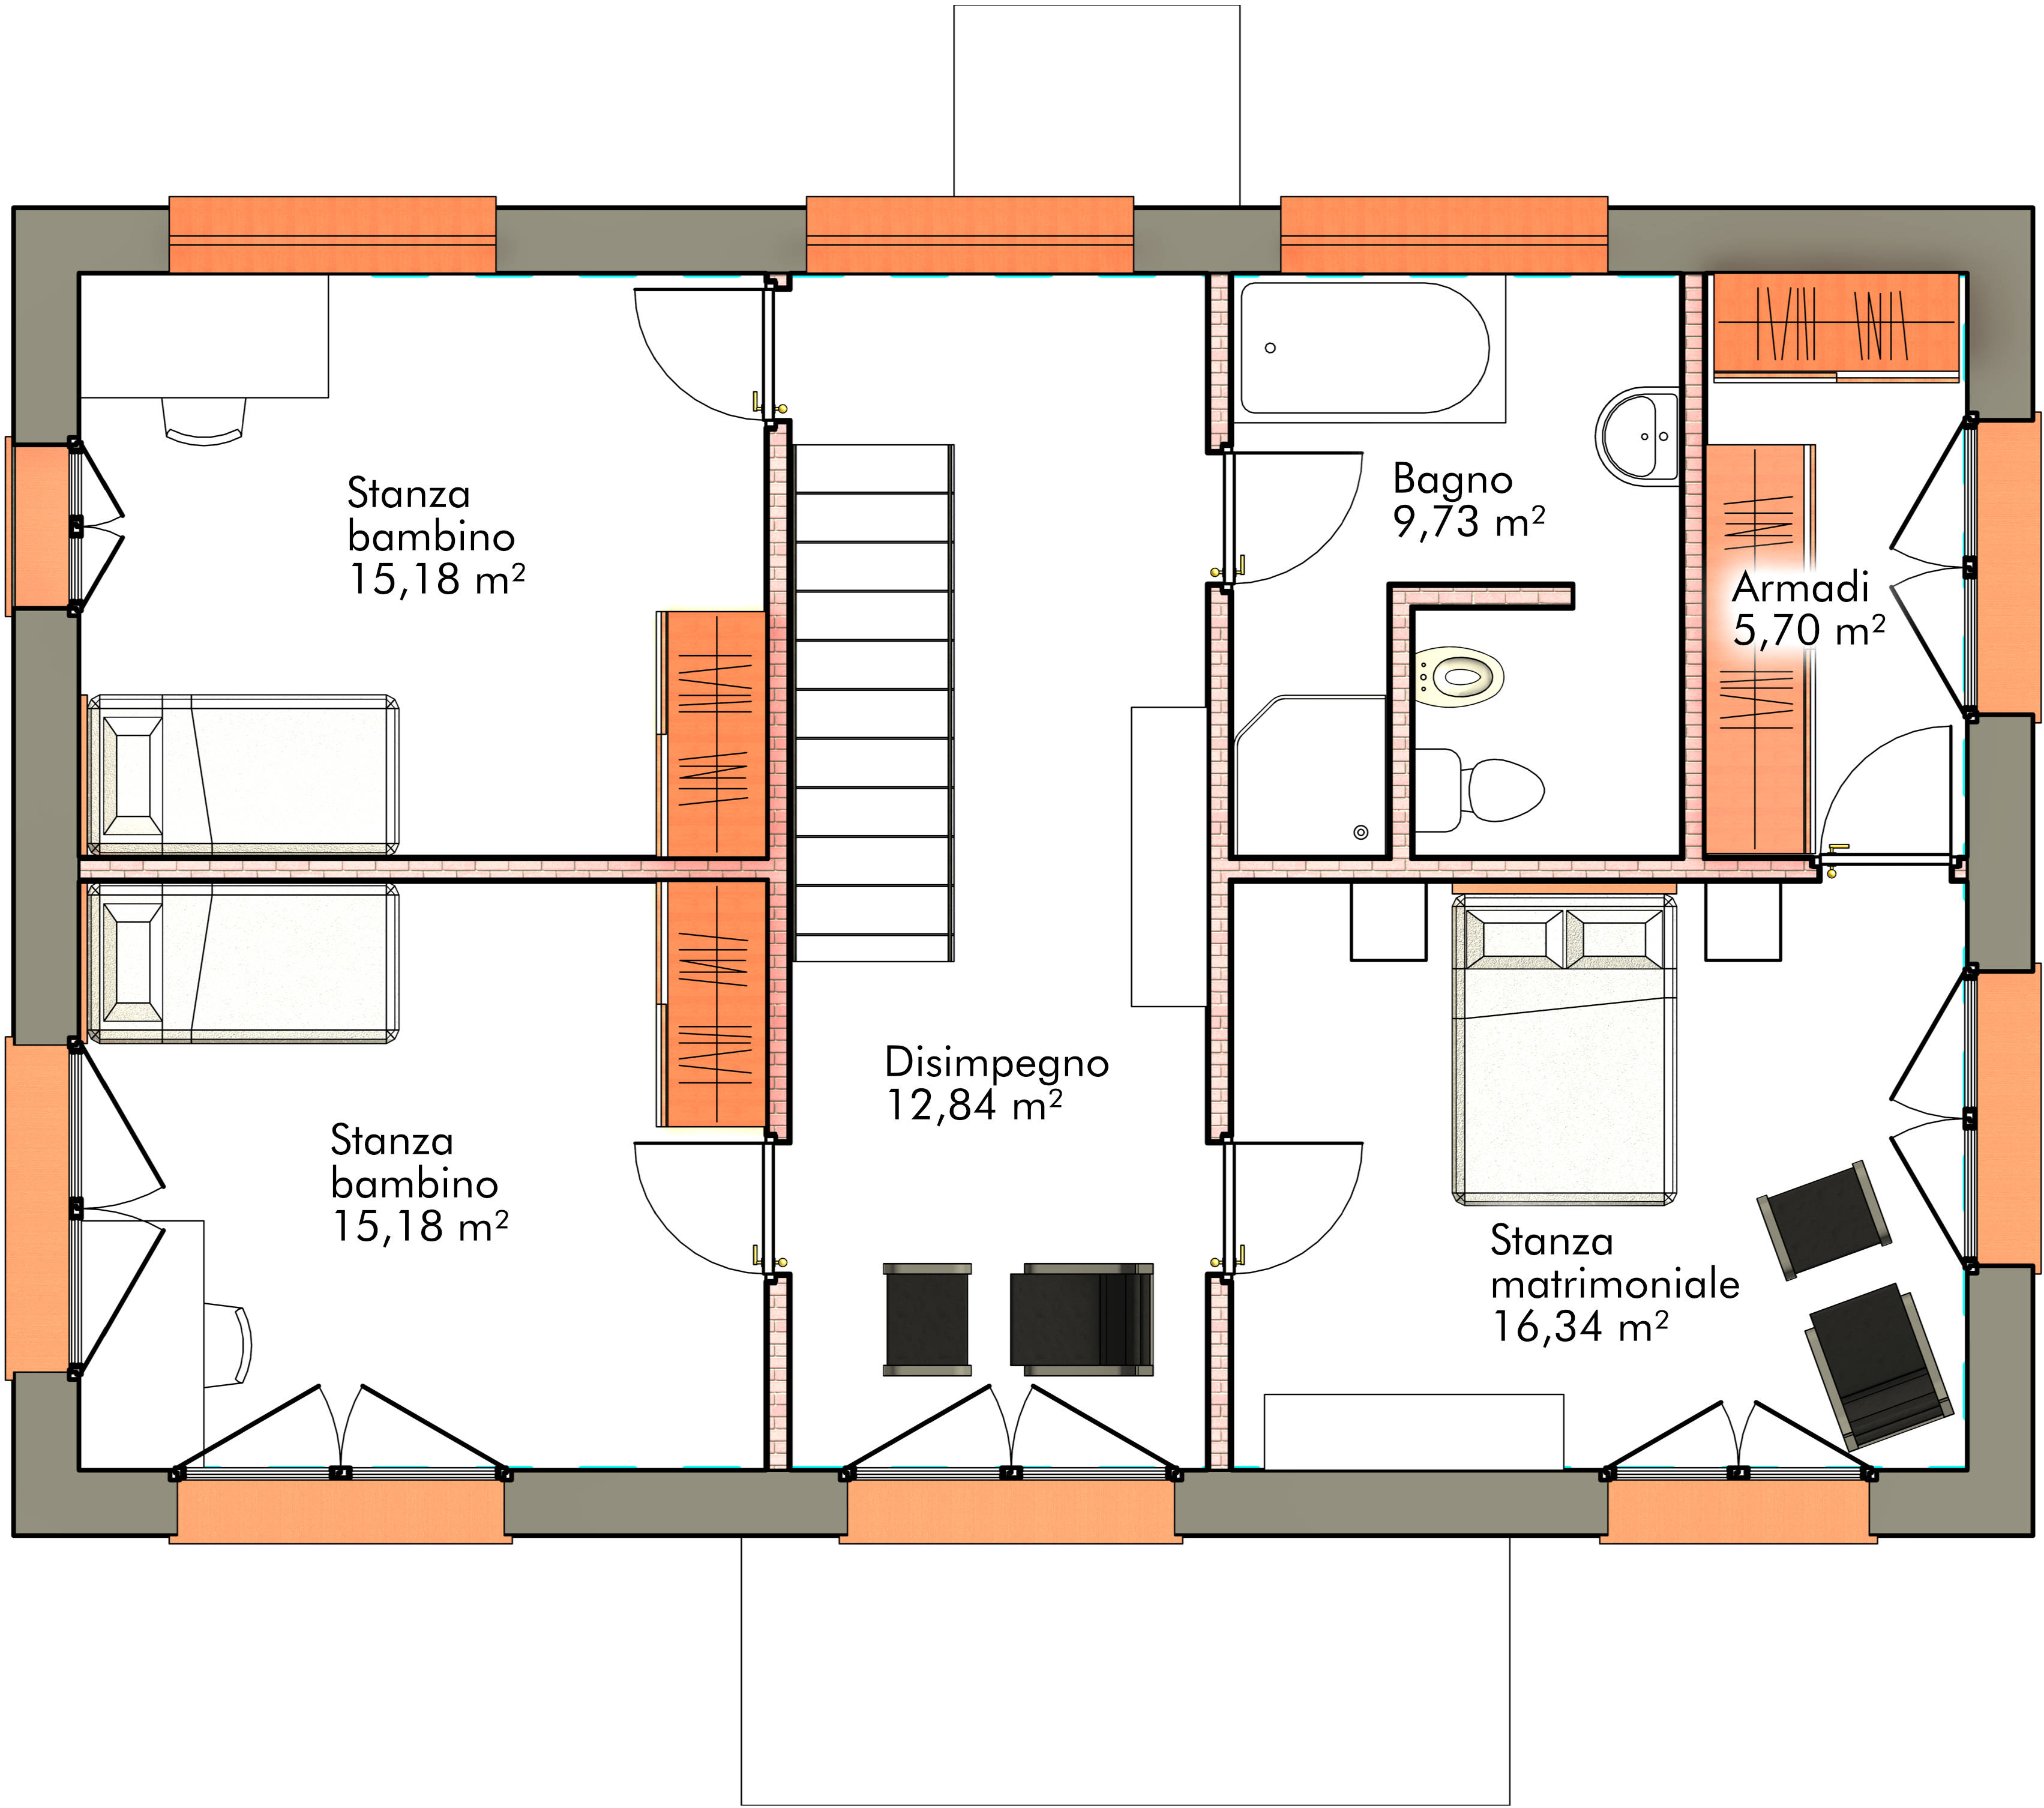 Stanza
bambino
15,18 m²
Bagno
9,73 m²
Armadi
5,70 m²
Disimpegno
12,84 m²
Stanza
bambino
15,18 m²
Stanza
matrimoniale
16,34 m²